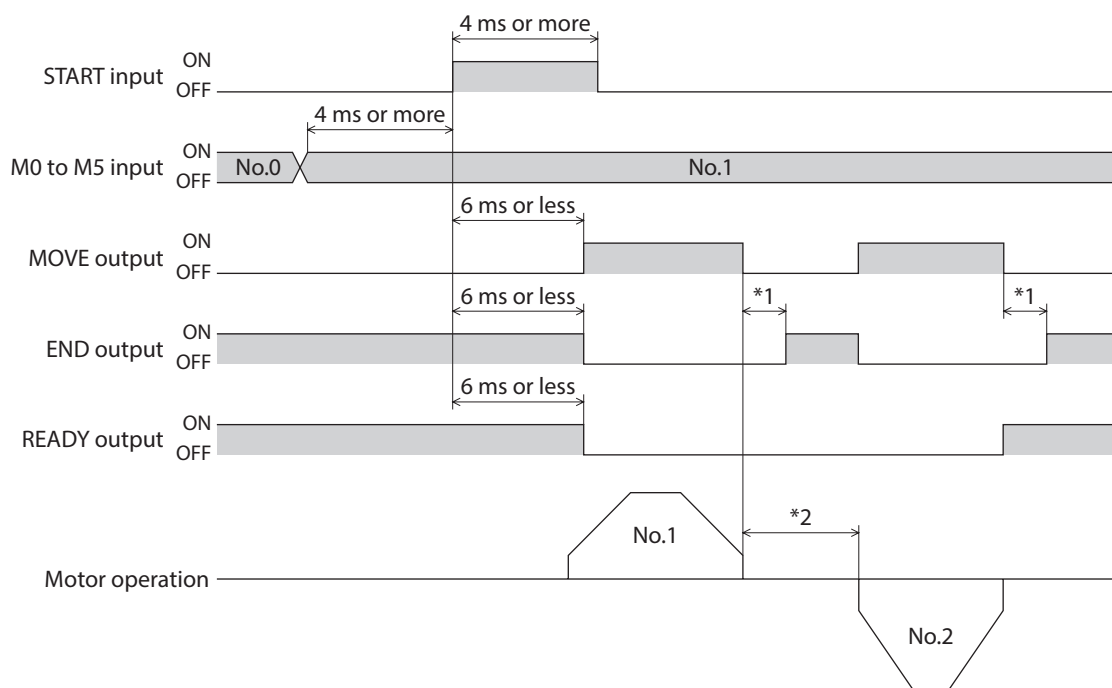 4 ms or more
START input ON
OFF
4 ms or more
M0 to M5 input ON
OFF
No.0
No.1
6 ms or less
MOVE output ON
OFF
6 ms or less
*1
*1
END output ON
OFF
6 ms or less
READY output ON
OFF
No.1
*2
Motor operation
No.2